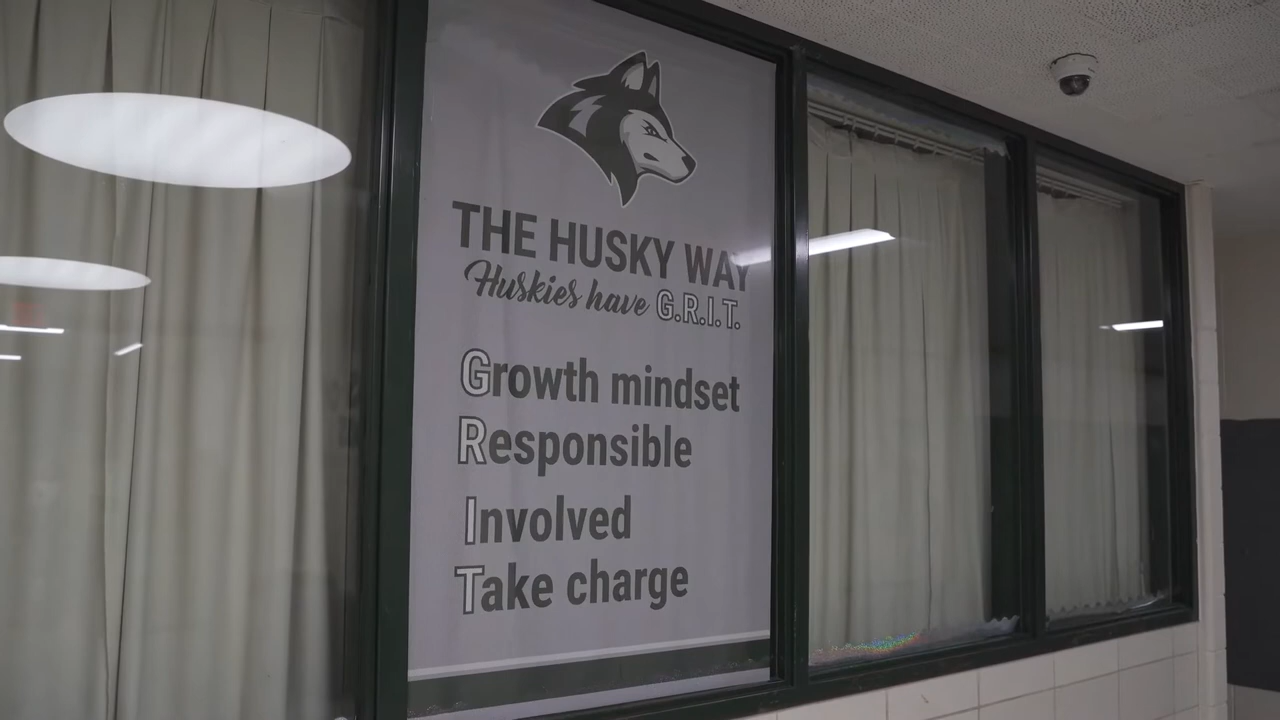 THE HUSKY WAY
Huskies have G.R.I.T.
Growth mindset
Responsible
Involved
Take charge